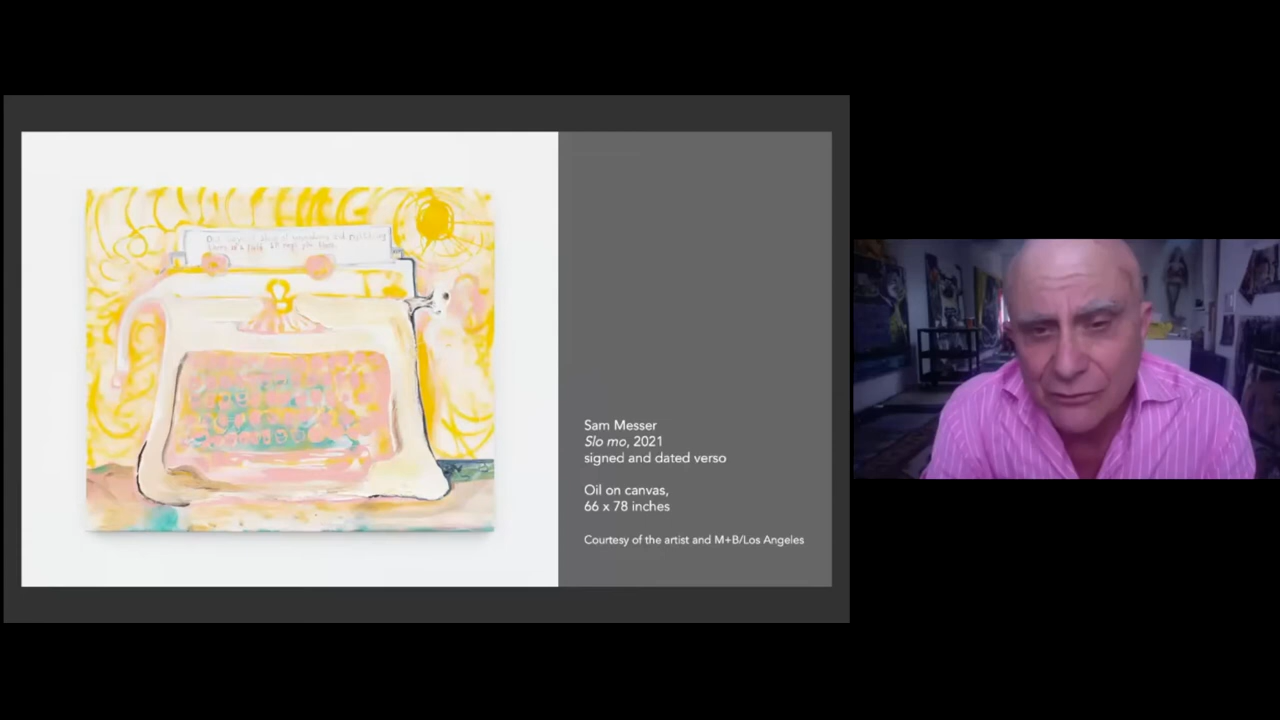 Sam Messer
Slo mo, 2021
signed and dated verso
Oil on canvas,
66 x 78 inches
Courtesy of the artist and M+B/Los Angeles